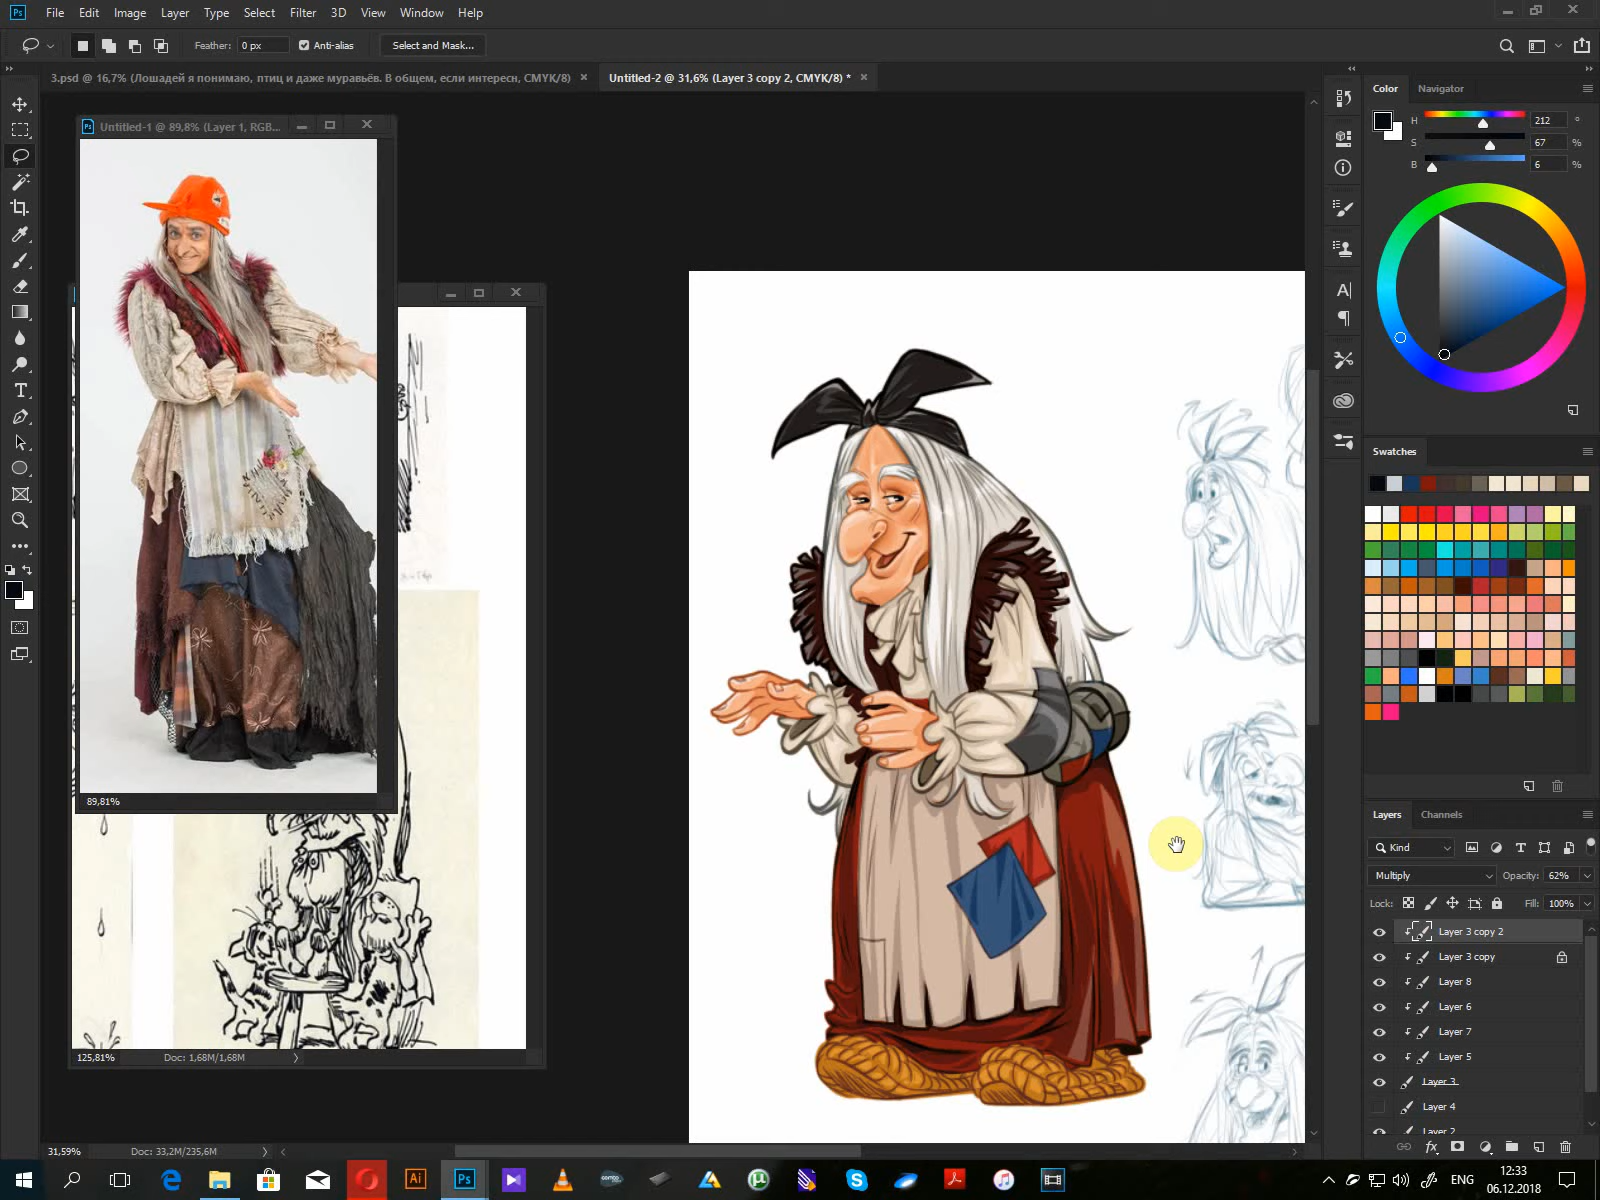 Ps File Edit Image Layer Type Select Filter 3D View Window Help
Feather: 0 px Anti-alias Select and Mask...
3.psd @ 16,7% (Лошадей я понимаю, птиц и даже муравьёв. В общем, если интересн, CMYK/8) Untitled-2 @ 31,6% (Layer 3 copy 2, CMYK/8) *
Untitled-1 @ 89,8% (Layer 1, RGB...
89,81%
125,81% Doc: 1,68M/1,68M
31,59% Doc: 33,2M/235,6M
Color Navigator
H 212 °
S 67 %
B 6 %
Swatches
Layers Channels
Kind
Multiply Opacity: 62%
Lock: Fill: 100%
Layer 3 copy 2
Layer 3 copy
Layer 8
Layer 6
Layer 7
Layer 5
Layer 3
Layer 4
Layer 2
fx
Ai Ps ENG 12:33
06.12.2018